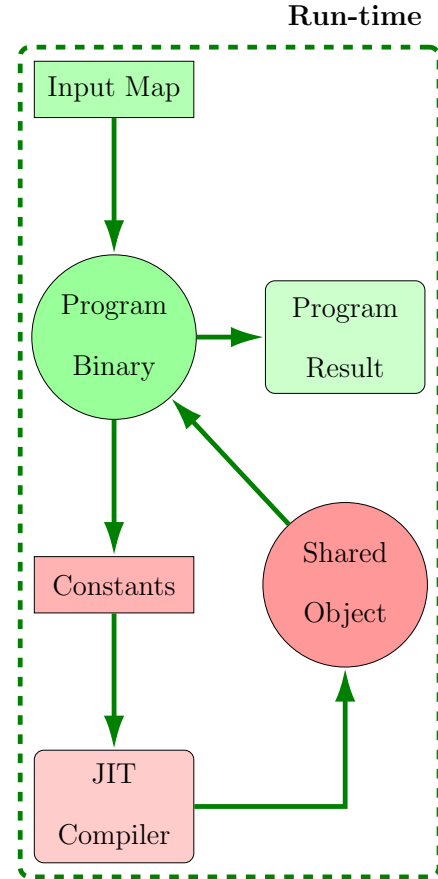 Run-time
Input Map
Program
Binary
Program
Result
Constants
Shared
Object
JIT
Compiler